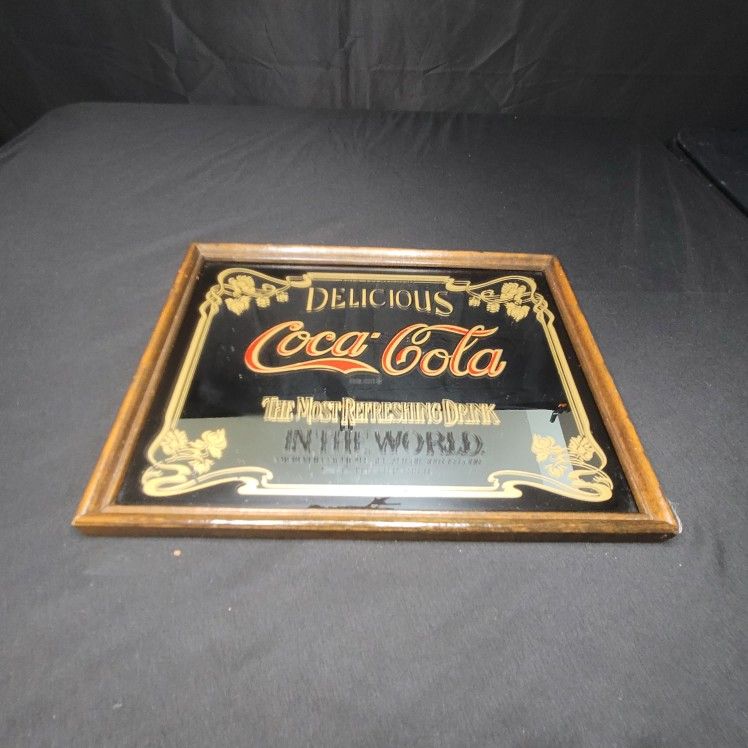 DELICIOUS
Coca-Cola
THE MOST REFRESHING DRINK
IN THE WORLD.